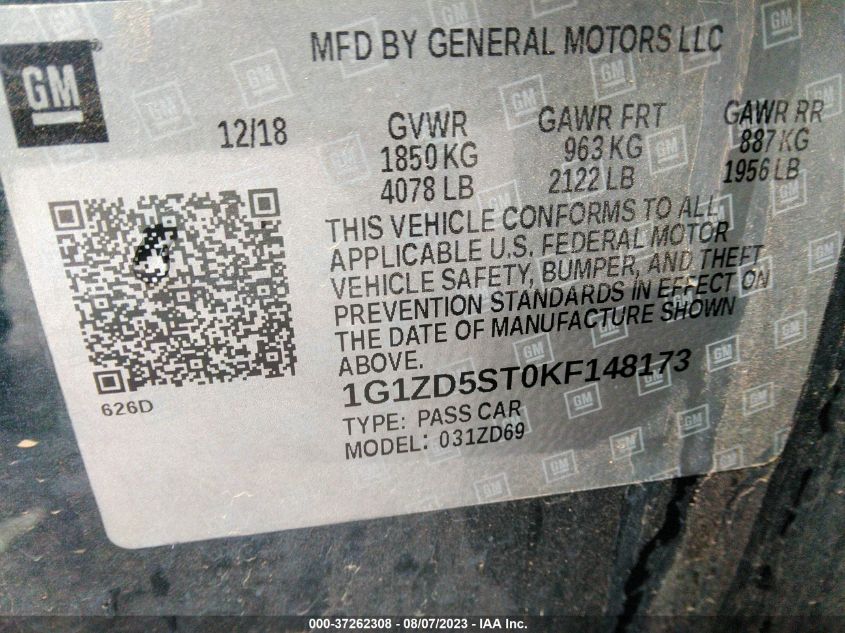 GM
MFD BY GENERAL MOTORS LLC
12/18
GVWR
1850 KG
4078 LB
GAWR FRT
963 KG
2122 LB
GAWR RR
887 KG
1956 LB
THIS VEHICLE CONFORMS TO ALL
APPLICABLE U.S. FEDERAL MOTOR
VEHICLE SAFETY, BUMPER, AND THEFT
PREVENTION STANDARDS IN EFFECT ON
THE DATE OF MANUFACTURE SHOWN
ABOVE.
1G1ZD5ST0KF148173
TYPE: PASS CAR
MODEL: 031ZD69
626D
000-37262308 - 08/07/2023 - IAA Inc.